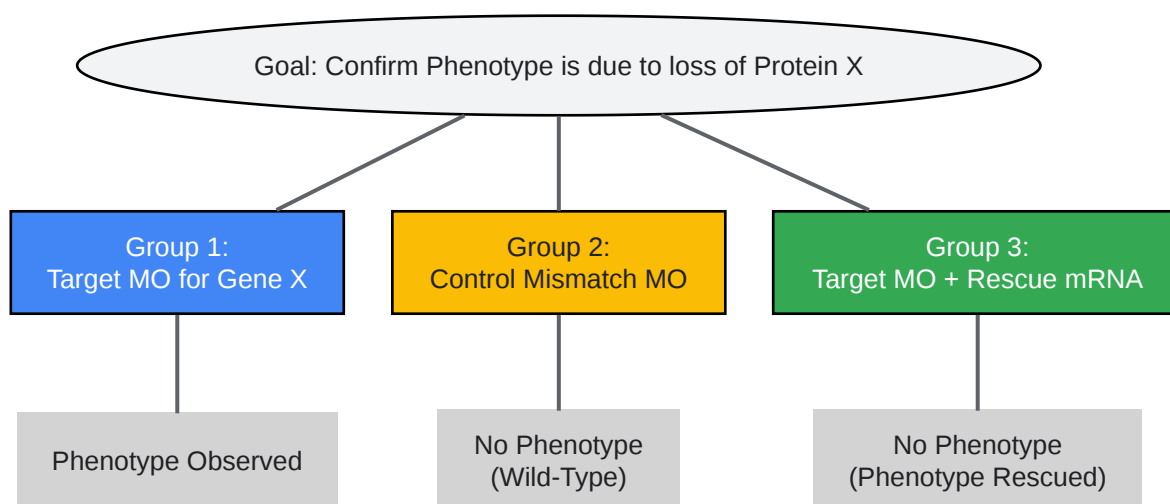 Goal: Confirm Phenotype is due to loss of Protein X
Group 1:
Target MO for Gene X
Group 2:
Control Mismatch MO
Group 3:
Target MO + Rescue mRNA
Phenotype Observed
No Phenotype
(Wild-Type)
No Phenotype
(Phenotype Rescued)